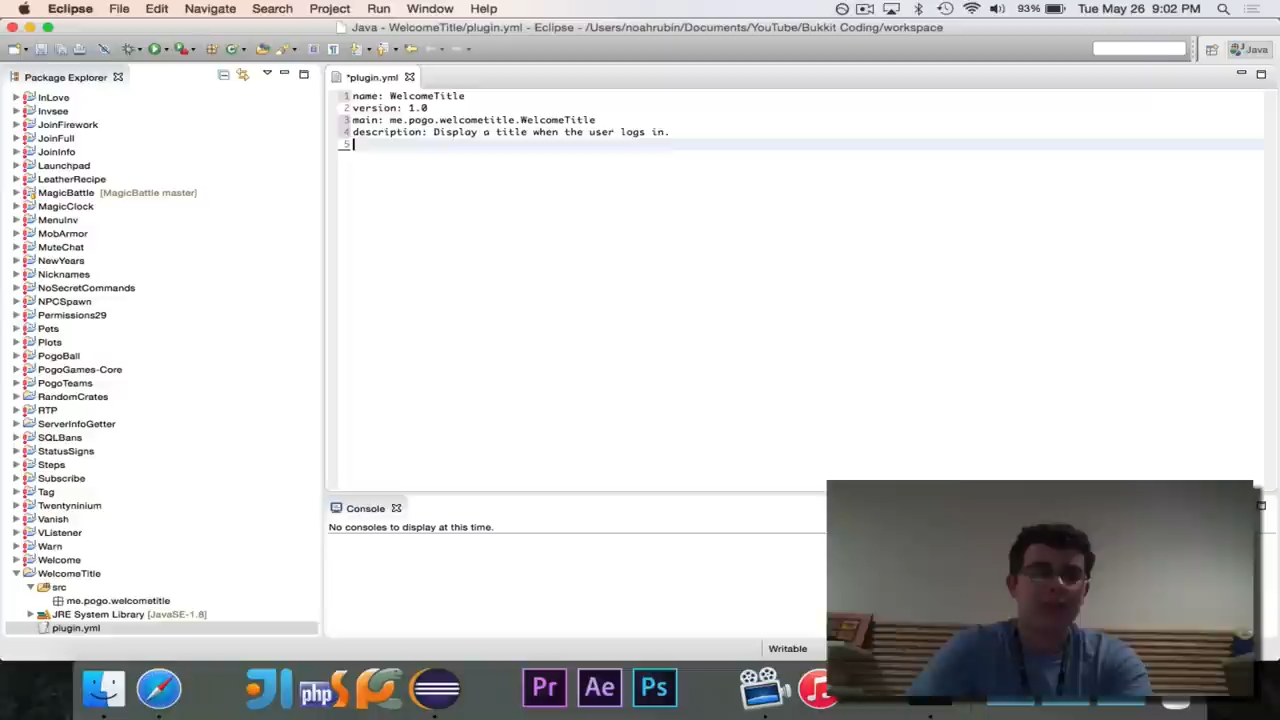 Eclipse File Edit Navigate Search Project Run Window Help 93% Tue May 26 9:02 PM
Java - WelcomeTitle/plugin.yml - Eclipse - /Users/noahrubin/Documents/YouTube/Bukkit Coding/workspace
Java
Package Explorer
InLove
Invsee
JoinFirework
JoinFull
JoinInfo
Launchpad
LeatherRecipe
MagicBattle [MagicBattle master]
MagicClock
MenuInv
MobArmor
MuteChat
NewYears
Nicknames
NoSecretCommands
NPCSpawn
Permissions29
Pets
Plots
PogoBall
PogoGames-Core
PogoTeams
RandomCrates
RTP
ServerInfoGetter
SQLBans
StatusSigns
Steps
Subscribe
Tag
Twentyninium
Vanish
VListener
Warn
Welcome
WelcomeTitle
src
me.pogo.welcometitle
JRE System Library [JavaSE-1.8]
plugin.yml
*plugin.yml
1 name: WelcomeTitle
2 version: 1.0
3 main: me.pogo.welcometitle.WelcomeTitle
4 description: Display a title when the user logs in.
5
Console
No consoles to display at this time.
Writable
php
Pr
Ae
Ps